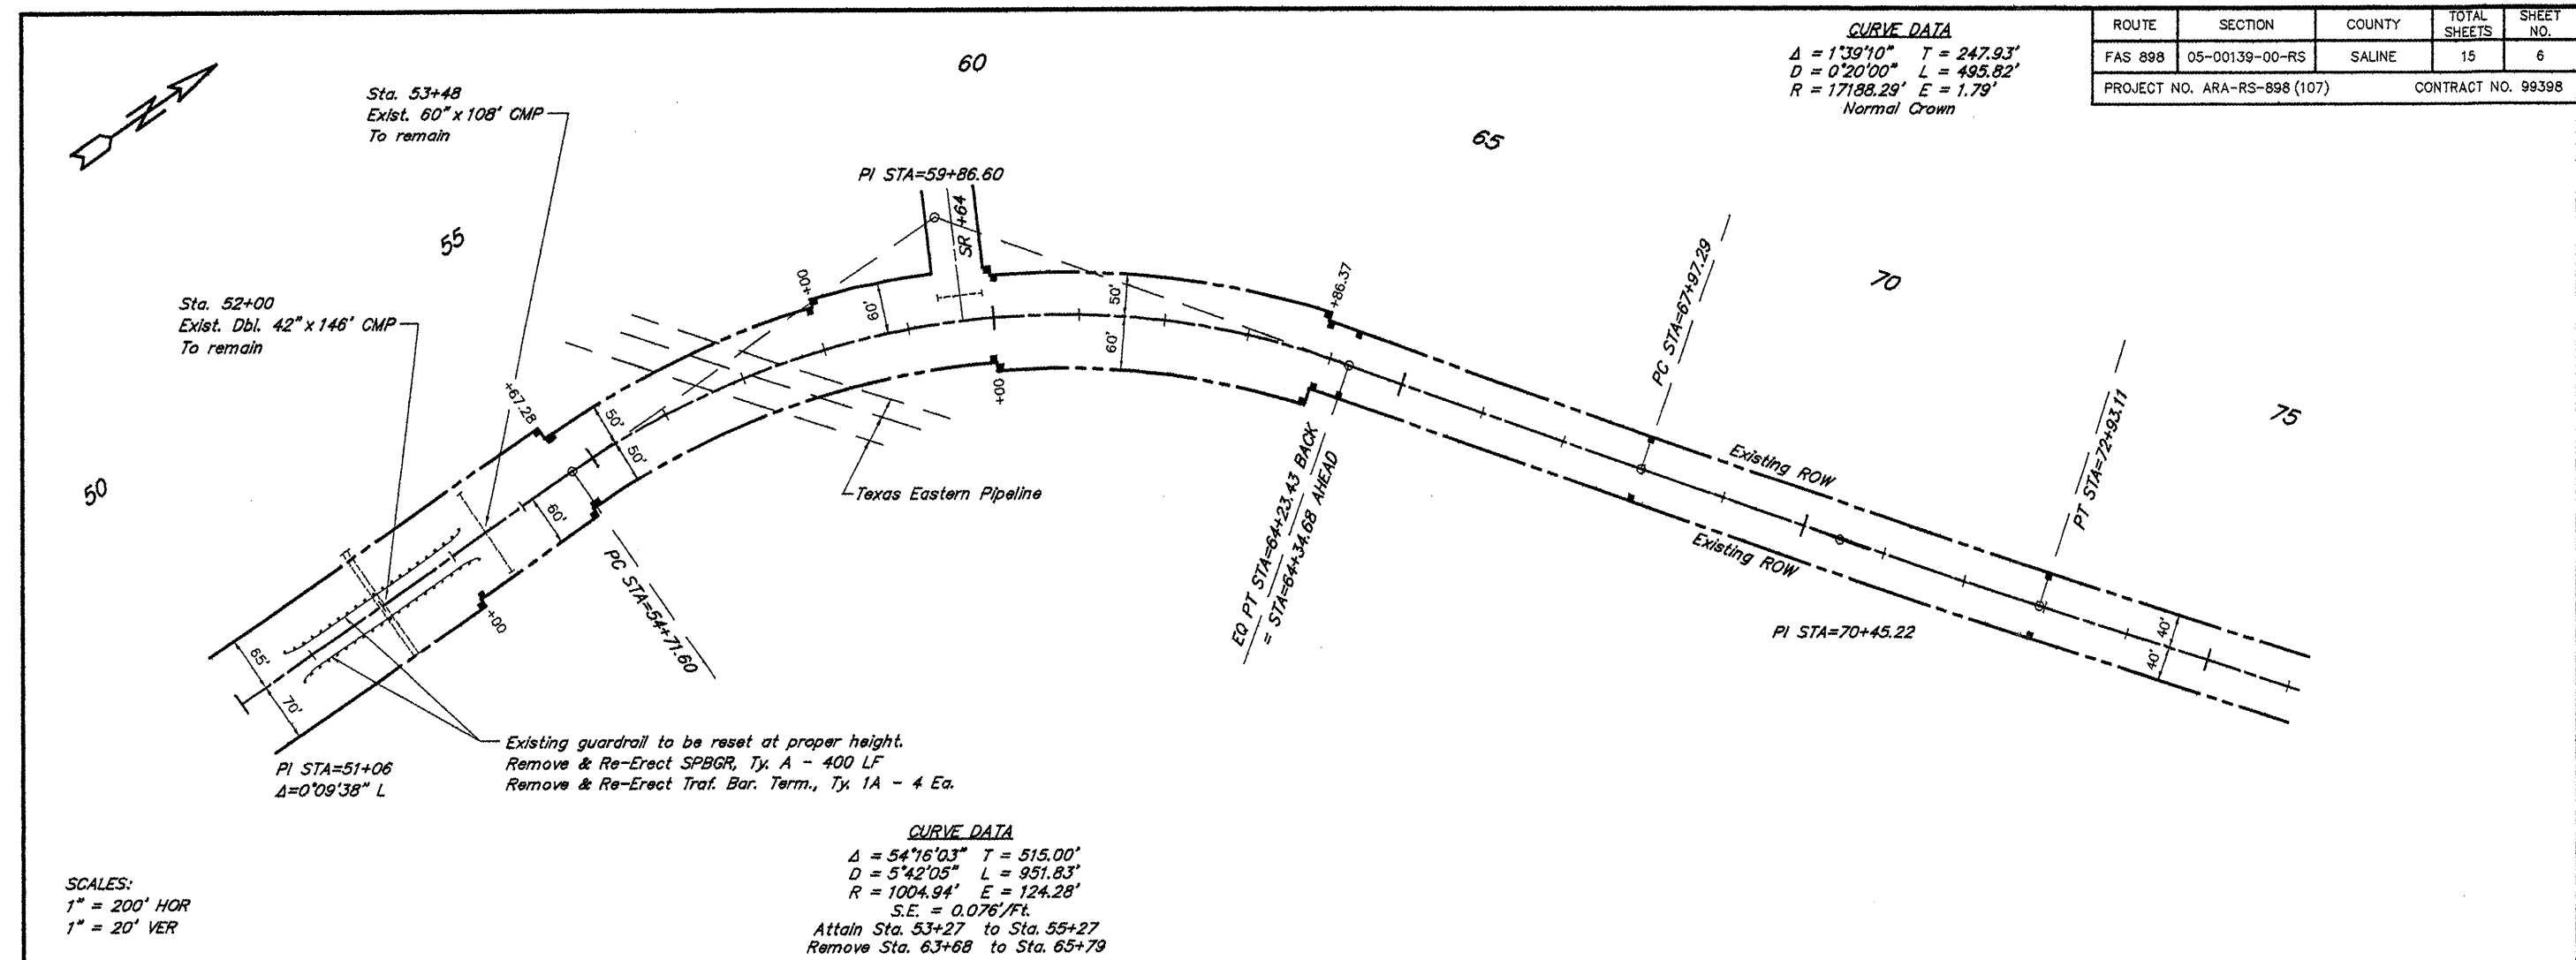 CURVE DATA
Δ = 1°39'10" T = 247.93'
D = 0°20'00" L = 495.82'
R = 17188.29' E = 1.79'
Normal Crown
ROUTE SECTION COUNTY TOTAL SHEETS SHEET NO.
FAS 898 05-00139-00-RS SALINE 15 6
PROJECT NO. ARA-RS-898 (107) CONTRACT NO. 99398
N
60
Sta. 53+48
Exist. 60" x 108' CMP
To remain
65
PI STA=59+86.60
SR +64
55
+00
50'
60'
60'
+86.37
PC STA=67+97.29
70
Sta. 52+00
Exist. Dbl. 42" x 146' CMP
To remain
+67.28
50'
50'
+00
PT STA=72+93.11
75
Existing ROW
50
Texas Eastern Pipeline
60'
EQ PT STA=64+23.43 BACK
= STA=64+34.68 AHEAD
Existing ROW
PC STA=54+71.60
+00
PI STA=70+45.22
40'
40'
65'
70'
Existing guardrail to be reset at proper height.
Remove & Re-Erect SPBGR, Ty. A - 400 LF
Remove & Re-Erect Traf. Bar. Term., Ty. 1A - 4 Ea.
PI STA=51+06
Δ=0°09'38" L
CURVE DATA
Δ = 54°16'03" T = 515.00'
D = 5°42'05" L = 951.83'
R = 1004.94' E = 124.28'
S.E. = 0.076'/Ft.
Attain Sta. 53+27 to Sta. 55+27
Remove Sta. 63+68 to Sta. 65+79
SCALES:
1" = 200' HOR
1" = 20' VER